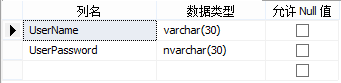 列名 数据类型 允许 Null 值
UserName varchar(30)
UserPassword nvarchar(30)